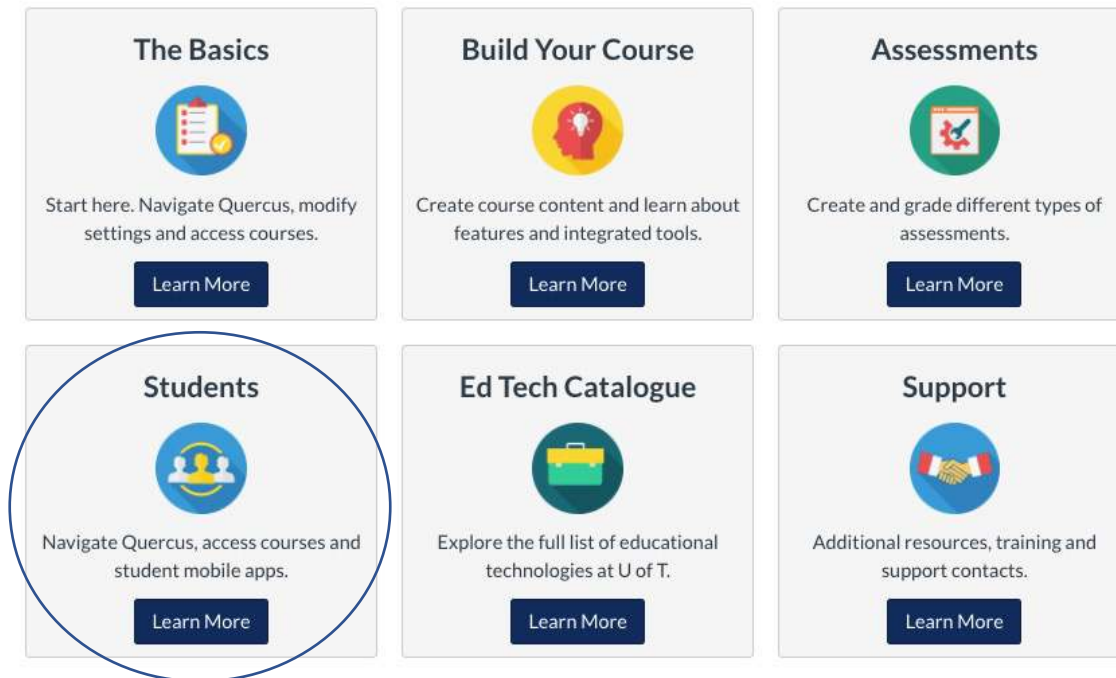 The Basics
Start here. Navigate Quercus, modify
settings and access courses.
Learn More
Build Your Course
Create course content and learn about
features and integrated tools.
Learn More
Assessments
Create and grade different types of
assessments.
Learn More
Students
Navigate Quercus, access courses and
student mobile apps.
Learn More
Ed Tech Catalogue
Explore the full list of educational
technologies at U of T.
Learn More
Support
Additional resources, training and
support contacts.
Learn More